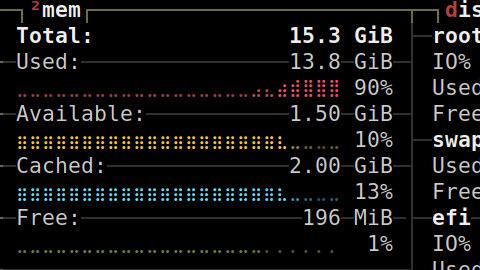 ²mem
Total: 15.3 GiB
Used: 13.8 GiB
90%
Available: 1.50 GiB
10%
Cached: 2.00 GiB
13%
Free: 196 MiB
1%
dis
root
IO%
Used
Free
swap
Used
Free
efi
IO%
Used